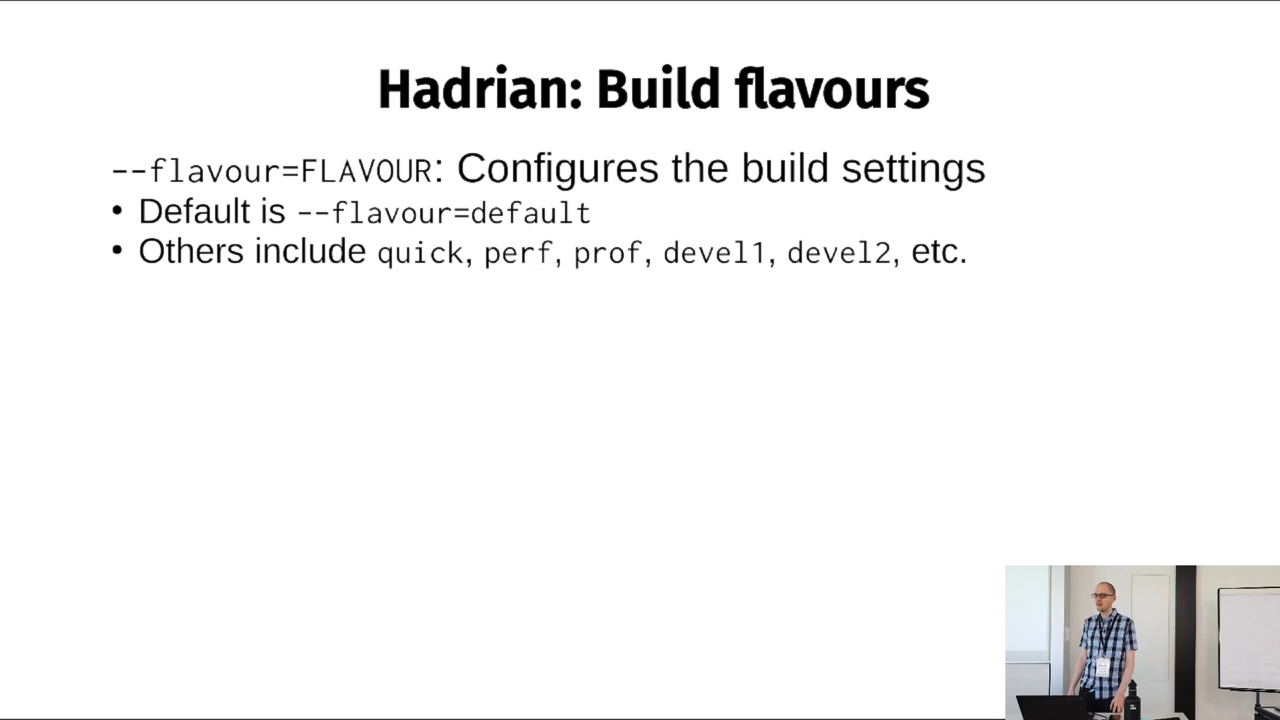 Hadrian: Build flavours
--flavour=FLAVOUR: Configures the build settings
• Default is --flavour=default
• Others include quick, perf, prof, devel1, devel2, etc.